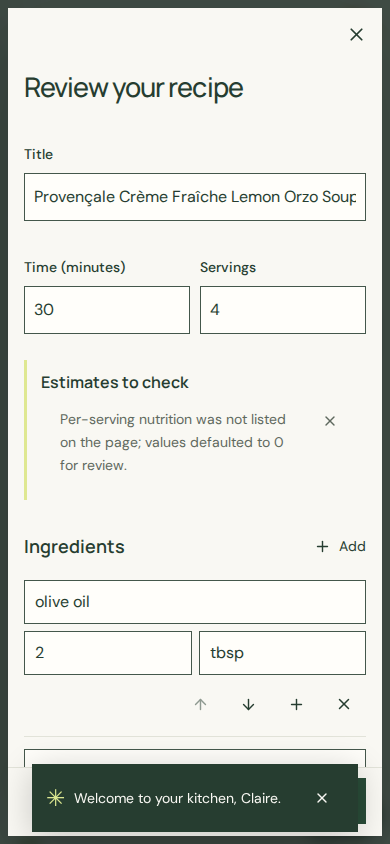 Review your recipe
Title
Provençale Crème Fraîche Lemon Orzo Soup
Time (minutes)
Servings
30
4
Estimates to check
Per-serving nutrition was not listed
on the page; values defaulted to 0
for review.
Ingredients
Add
olive oil
2
tbsp
Welcome to your kitchen, Claire.